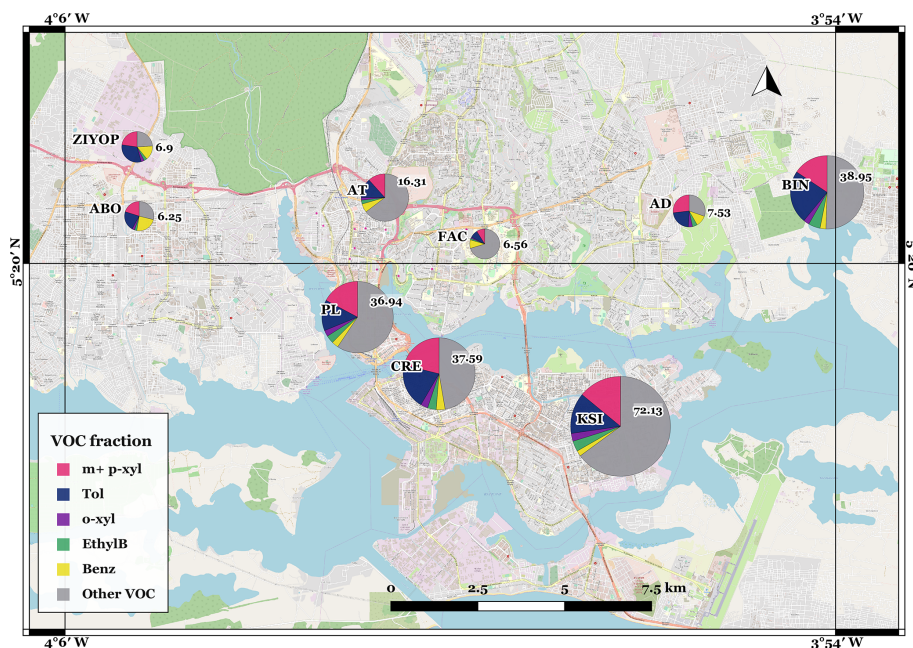 4°6′ W
3°54′ W
ZIYOP
6.9
BIN
38.95
AT
16.31
ABO
6.25
AD
7.53
FAC
6.56
5°20′ N
PL
36.94
CRE
37.59
KSI
72.13
VOC fraction
m+ p-xyl
Tol
o-xyl
EthylB
Benz
Other VOC
0
2.5
5
7.5 km
4°6′ W
3°54′ W